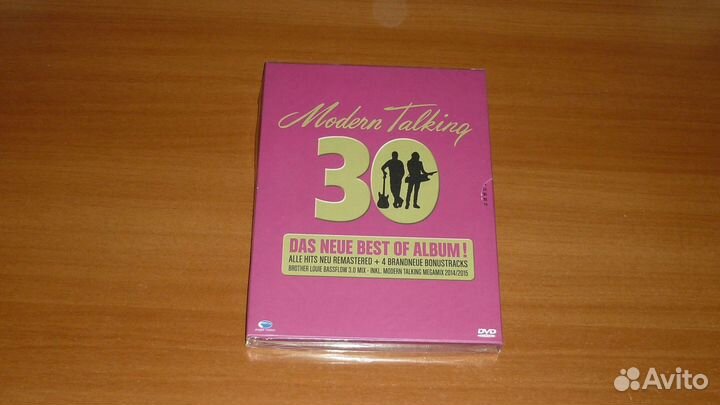 Modern Talking
30
DAS NEUE BEST OF ALBUM!
ALLE HITS NEU REMASTERED + 4 BRANDNEUE BONUSTRACKS
BROTHER LOUIE BASSFLOW 3.0 MIX - INKL. MODERN TALKING MEGAMIX 2014/2015
DVD
Avito